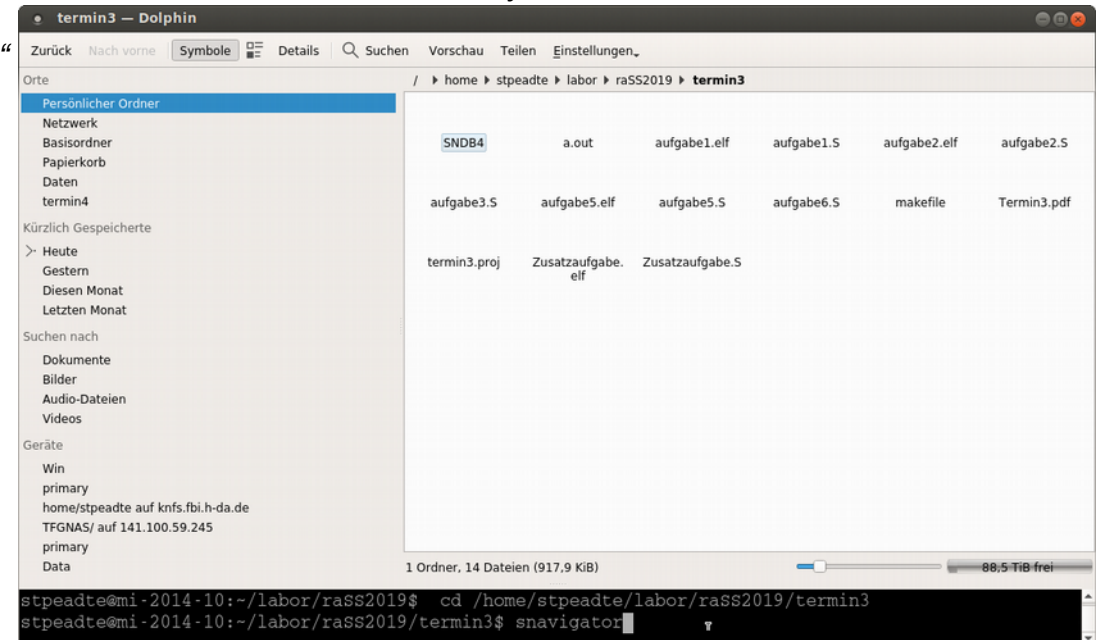 termin3 — Dolphin
“
Zurück Nach vorne Symbole Details Suchen Vorschau Teilen Einstellungen
Orte
/ home stpeadte labor raSS2019 termin3
Persönlicher Ordner
Netzwerk
Basisordner
Papierkorb
Daten
termin4
Kürzlich Gespeicherte
Heute
Gestern
Diesen Monat
Letzten Monat
Suchen nach
Dokumente
Bilder
Audio-Dateien
Videos
Geräte
Win
primary
home/stpeadte auf knfs.fbi.h-da.de
TFGNAS/ auf 141.100.59.245
primary
Data
SNDB4 a.out aufgabe1.elf aufgabe1.S aufgabe2.elf aufgabe2.S
aufgabe3.S aufgabe5.elf aufgabe5.S aufgabe6.S makefile Termin3.pdf
termin3.proj Zusatzaufgabe. Zusatzaufgabe.S
elf
1 Ordner, 14 Dateien (917,9 KiB) 88,5 TiB frei
stpeadte@mi-2014-10:~/labor/raSS2019$ cd /home/stpeadte/labor/raSS2019/termin3
stpeadte@mi-2014-10:~/labor/raSS2019/termin3$ snavigator